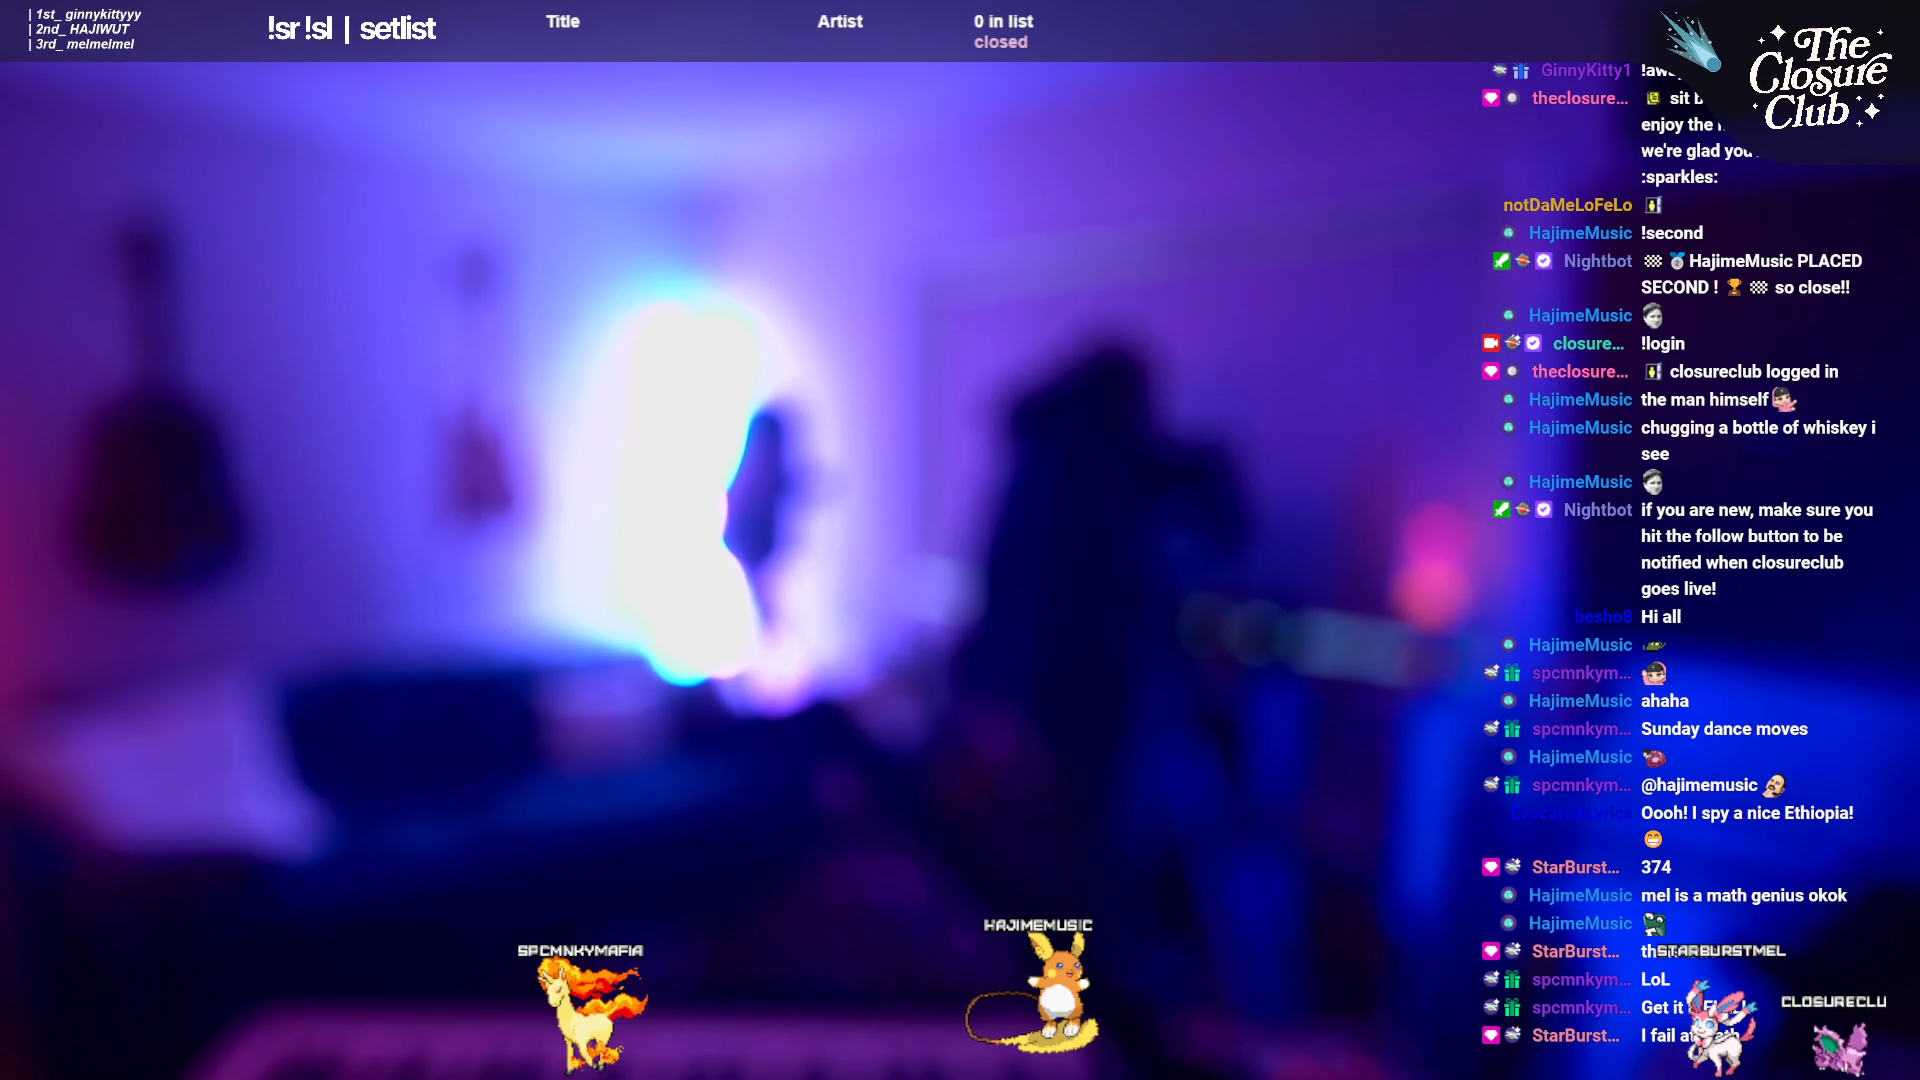 | 1st_ ginnykittyyy
| 2nd_ HAJIWUT
| 3rd_ melmelmel
!sr !sl | setlist
Title
Artist
0 in list
closed
The
Closure
Club
GinnyKitty1
theclosure... sit
enjoy the
we're glad
:sparkles:
notDaMeLoFeLo
HajimeMusic !second
Nightbot HajimeMusic PLACED
SECOND ! so close!!
HajimeMusic
closure... !login
theclosure... closureclub logged in
HajimeMusic the man himself
HajimeMusic chugging a bottle of whiskey i
see
HajimeMusic
Nightbot if you are new, make sure you
hit the follow button to be
notified when closureclub
goes live!
besho8 Hi all
HajimeMusic
spcmnkym...
HajimeMusic ahaha
spcmnkym... Sunday dance moves
HajimeMusic
spcmnkym... @hajimemusic
Oooh! I spy a nice Ethiopia!
StarBurst... 374
HajimeMusic mel is a math genius okok
HajimeMusic
StarBurst...
spcmnkym... LoL
spcmnkym... Get it
StarBurst... I fail
SPCMNKYMAFIA
HAJIMEMUSIC
STARBURSTMEL
CLOSURECLU